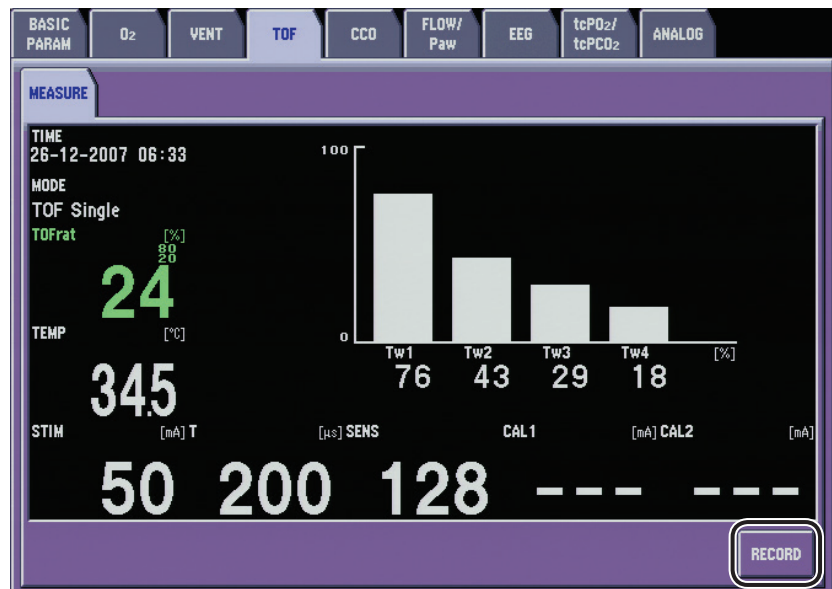 BASIC PARAM
O2
VENT
TOF
CCO
FLOW/ Paw
EEG
tcPO2/ tcPCO2
ANALOG
MEASURE
TIME
26-12-2007 06:33
MODE
TOF Single
TOFrat [%]
80
20
24
TEMP [°C]
34.5
100
0
Tw1 Tw2 Tw3 Tw4 [%]
76 43 29 18
STIM [mA] T [µs] SENS CAL1 [mA] CAL2 [mA]
50 200 128 --- ---
RECORD